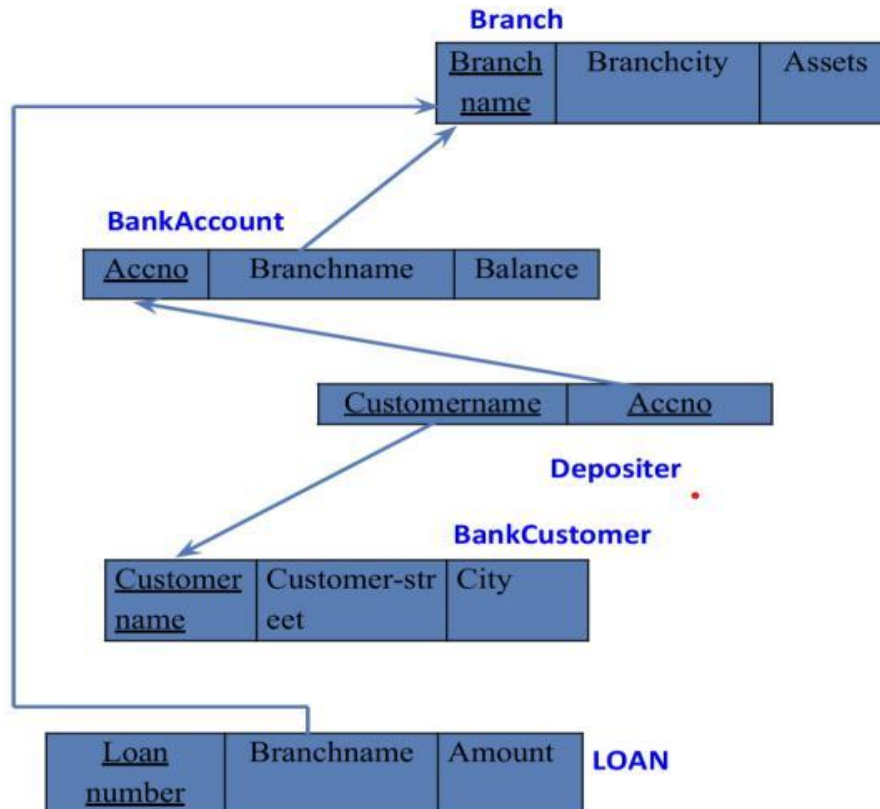 Branch
Branch Branchcity Assets
name
BankAccount
Accno Branchname Balance
Customername Accno
Depositer
BankCustomer
Customer Customer-str City
name eet
Loan Branchname Amount
number
LOAN